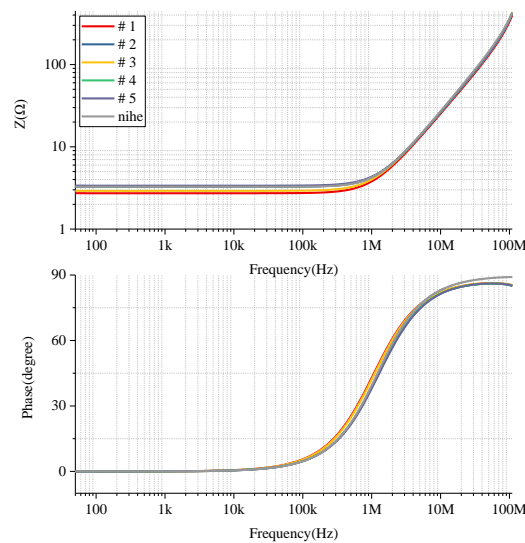 # 1
# 2
# 3
# 4
# 5
nihe
Z(Ω)
100
10
1
100 1k 10k 100k 1M 10M 100M
Frequency(Hz)
Phase(degree)
90
60
30
0
100 1k 10k 100k 1M 10M 100M
Frequency(Hz)